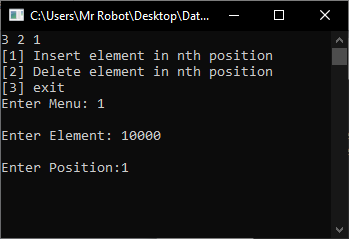 C:\Users\Mr Robot\Desktop\Dat...
3 2 1
[1] Insert element in nth position
[2] Delete element in nth position
[3] exit
Enter Menu: 1
Enter Element: 10000
Enter Position:1